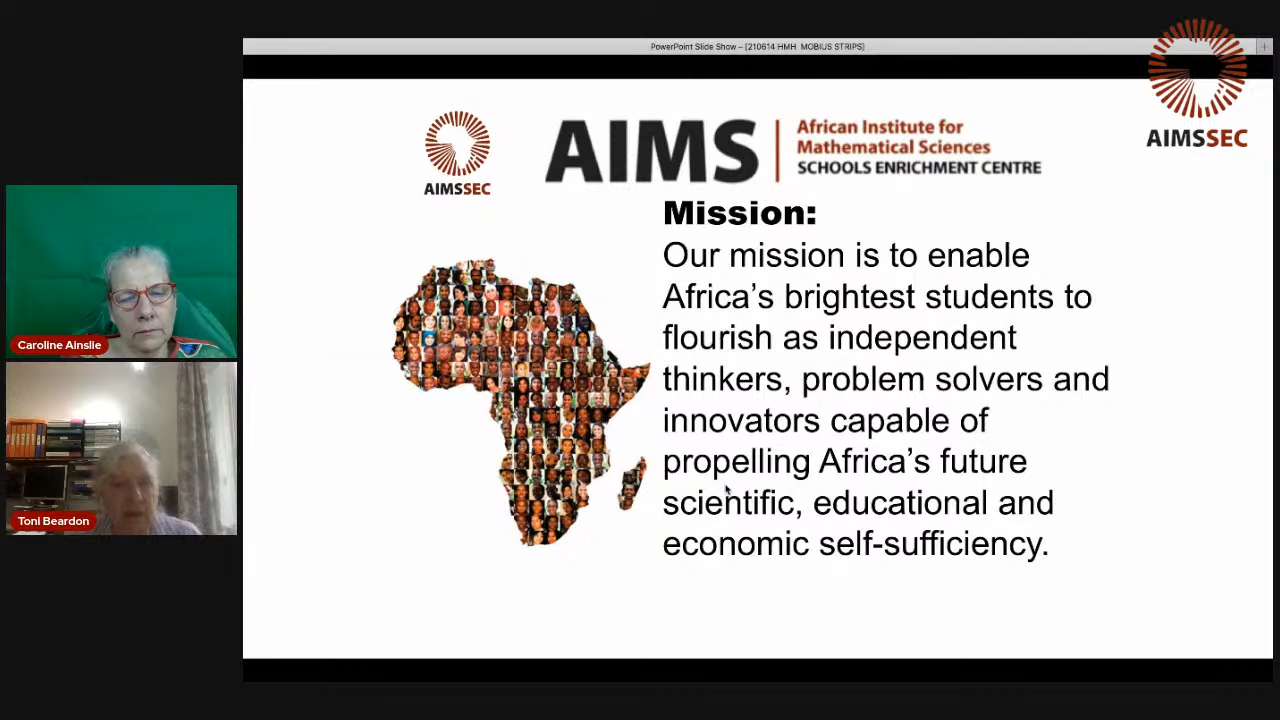 PowerPoint Slide Show – [210614 HMH MOBIUS STRIPS]
AIMSSEC
AIMSSEC
AIMS
African Institute for
Mathematical Sciences
SCHOOLS ENRICHMENT CENTRE
Mission:
Our mission is to enable
Africa's brightest students to
flourish as independent
thinkers, problem solvers and
innovators capable of
propelling Africa's future
scientific, educational and
economic self-sufficiency.
Caroline Ainslie
Toni Beardon